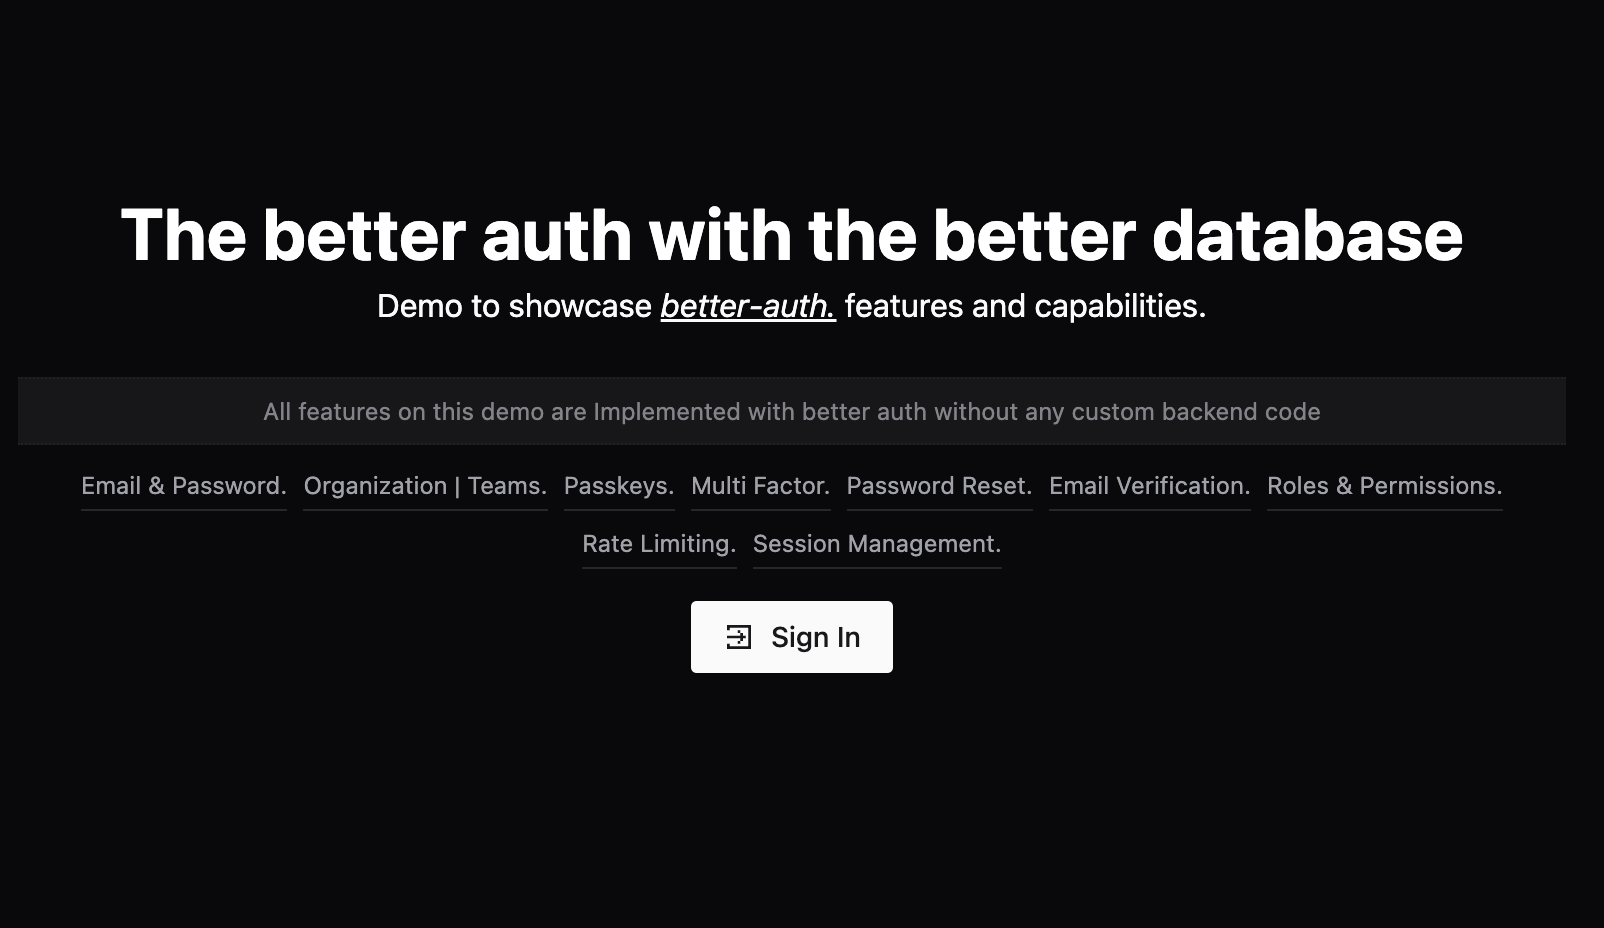 The better auth with the better database
Demo to showcase better-auth. features and capabilities.
All features on this demo are Implemented with better auth without any custom backend code
Email & Password. Organization | Teams. Passkeys. Multi Factor. Password Reset. Email Verification. Roles & Permissions.
Rate Limiting. Session Management.
Sign In